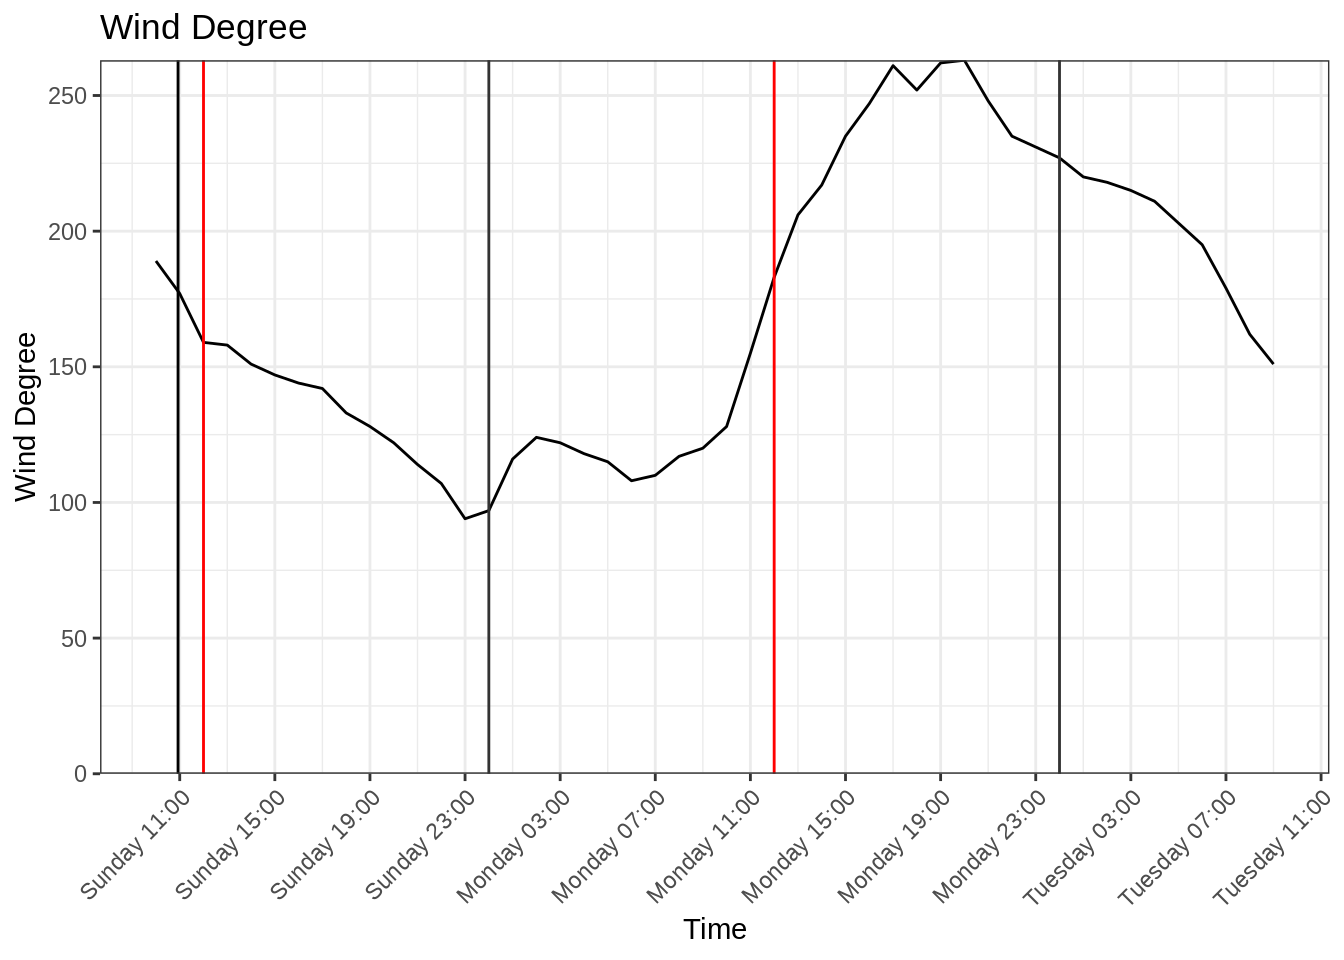 Wind Degree
Wind Degree
250
200
150
100
50
0
Sunday 11:00
Sunday 15:00
Sunday 19:00
Sunday 23:00
Monday 03:00
Monday 07:00
Monday 11:00
Monday 15:00
Monday 19:00
Monday 23:00
Tuesday 03:00
Tuesday 07:00
Tuesday 11:00
Time